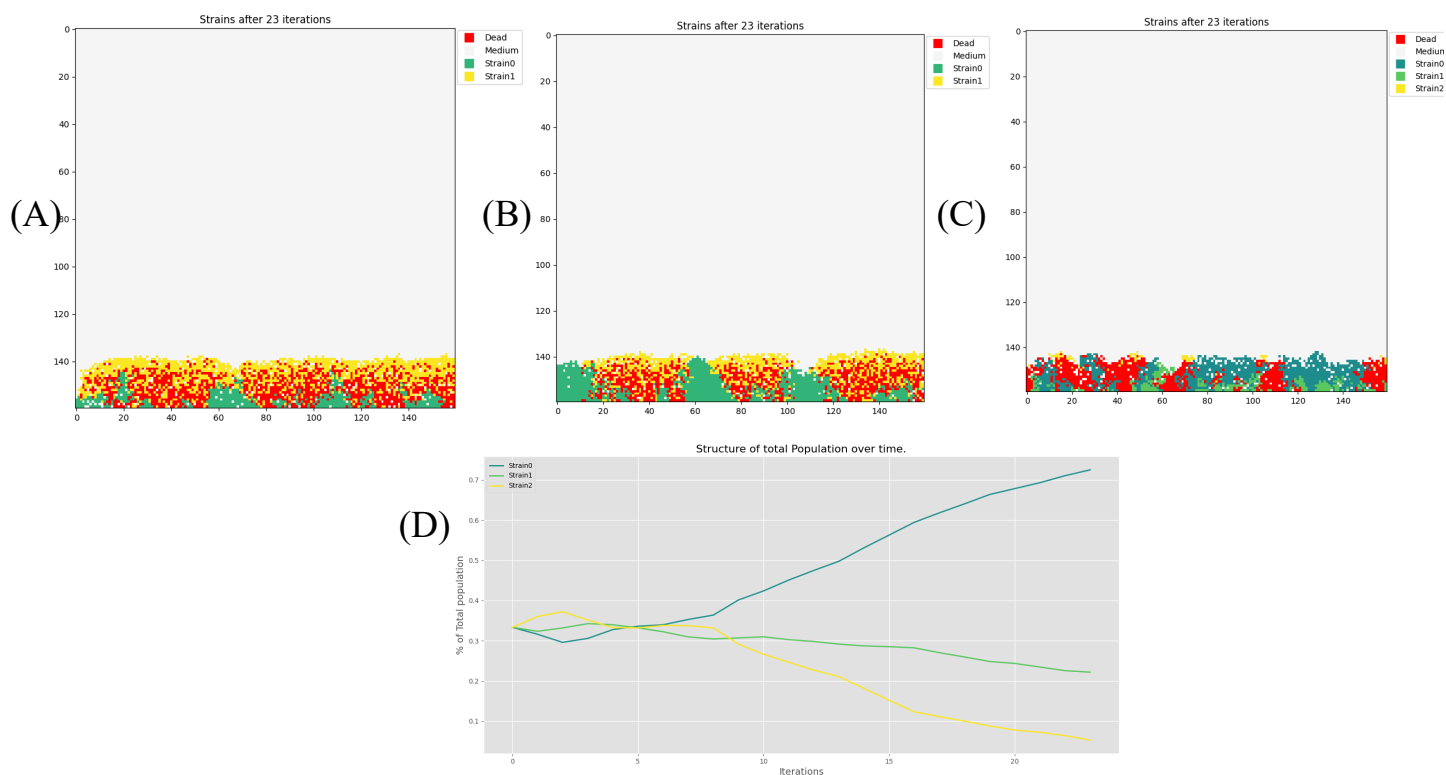 Strains after 23 iterations
0
20
40
60
80
100
120
140
0 20 40 60 80 100 120 140
Dead
Medium
Strain0
Strain1
(A)
Strains after 23 iterations
0
20
40
60
80
100
120
140
0 20 40 60 80 100 120 140
Dead
Medium
Strain0
Strain1
(B)
Strains after 23 iterations
0
20
40
60
80
100
120
140
0 20 40 60 80 100 120 140
Dead
Medium
Strain0
Strain1
Strain2
(C)
Structure of total Population over time.
Strain0
Strain1
Strain2
(D)
% of Total population
0.7
0.6
0.5
0.4
0.3
0.2
0.1
0 5 10 15 20
Iterations